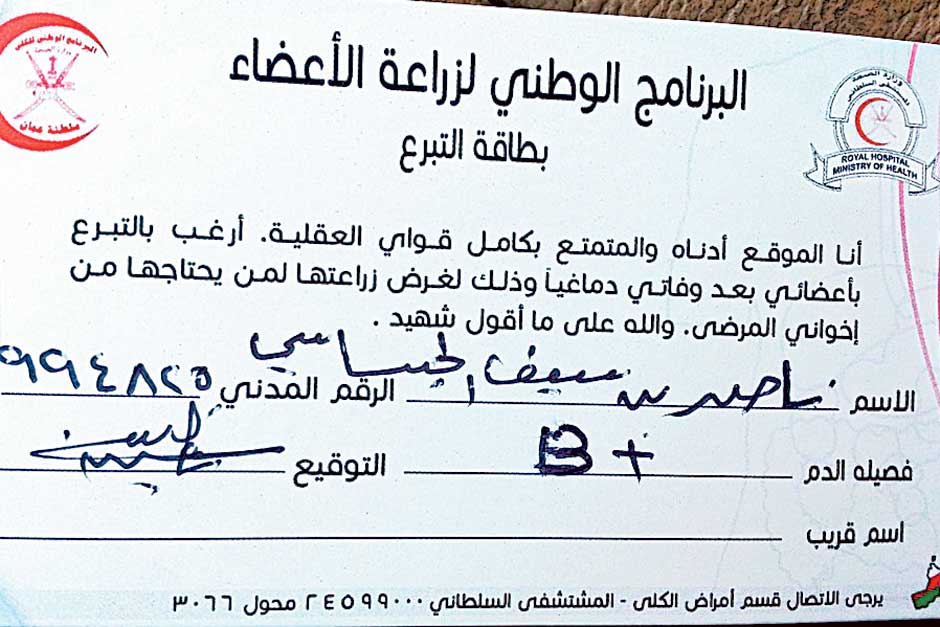 البرنامج الوطني للكلى
وزارة الصحة
سلطنة عمان
وزارة الصحة
المستشفى السلطاني
ROYAL HOSPITAL
MINISTRY OF HEALTH
البرنامج الوطني لزراعة الأعضاء
بطاقة التبرع
أنا الموقع أدناه والمتمتع بكامل قواي العقلية. أرغب بالتبرع
بأعضائي بعد وفاتي دماغياً وذلك لغرض زراعتها لمن يحتاجها من
إخواني المرضى. والله على ما أقول شهيد .
الاسم ناصر بن سيف الرقم المدني ٩٩٤٨٢٥
فصيله الدم B+ التوقيع
اسم قريب
يرجى الاتصال قسم أمراض الكلى - المشتشفى السلطاني ٢٤٥٩٩٠٠٠ محول ٣٠٦٦